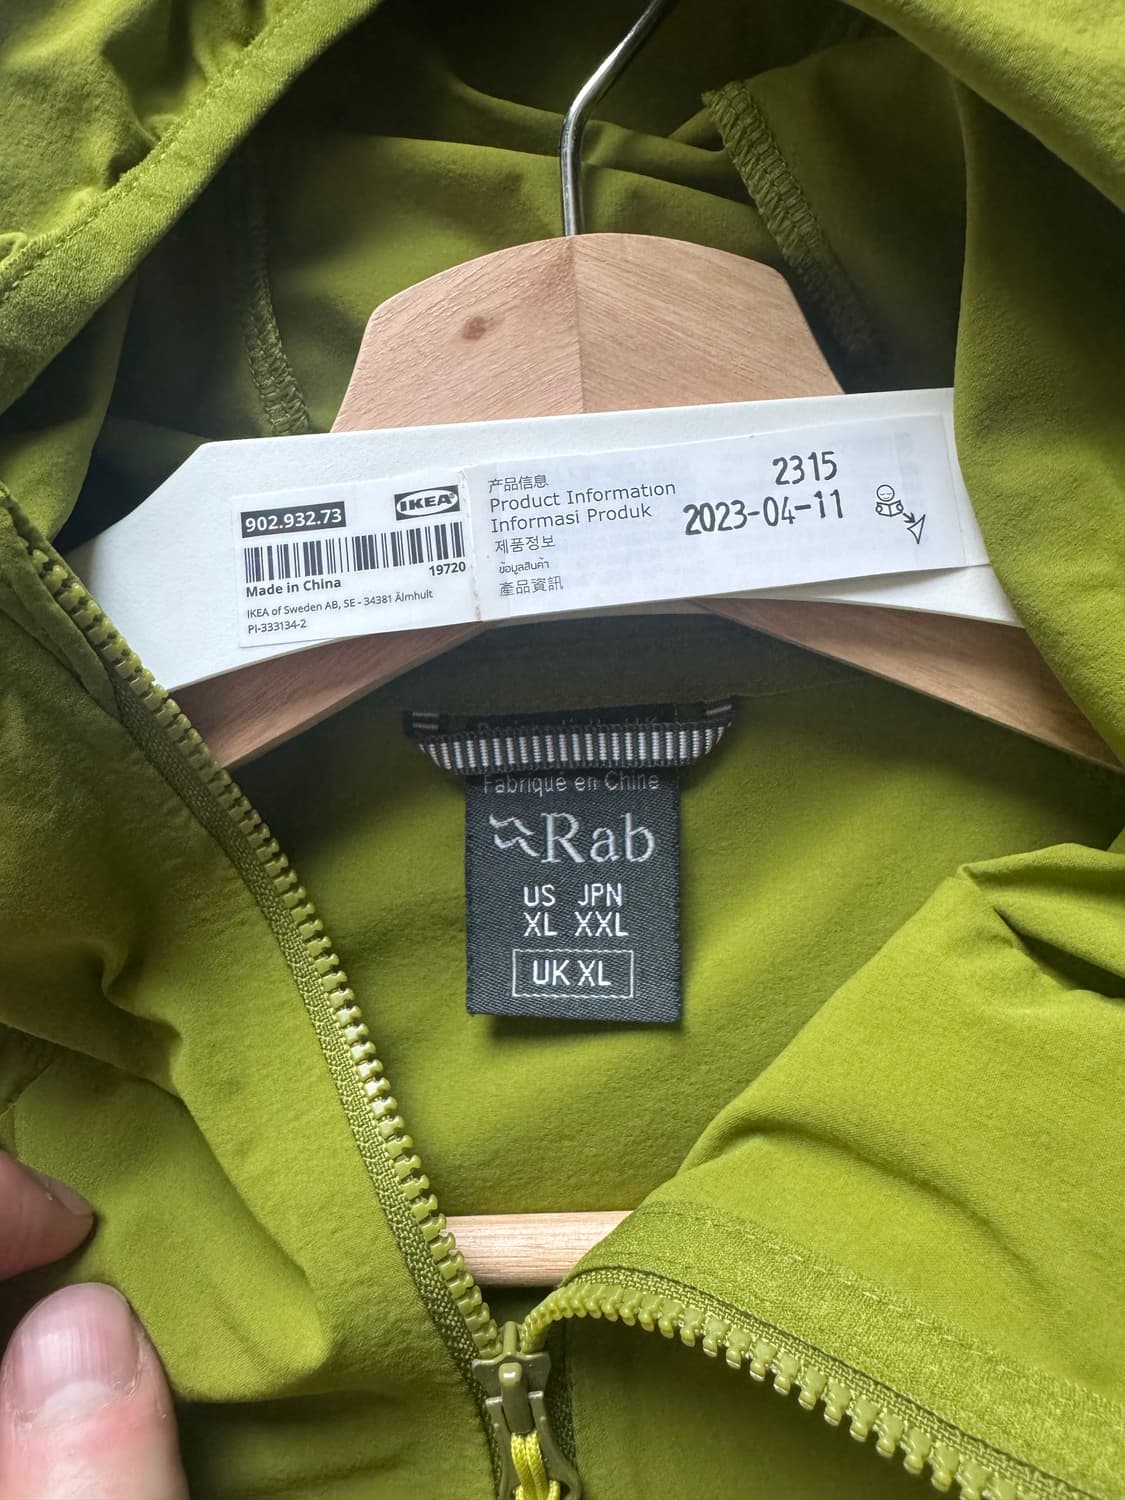 902.932.73
IKEA
19720
Made in China
IKEA of Sweden AB, SE - 34381 Älmhult
PI-333134-2
产品信息
Product Information
Informasi Produk
제품정보
ข้อมูลสินค้า
產品資訊
2315
2023-04-11
Fabriqué en Chine
Rab
US JPN
XL XXL
UK XL